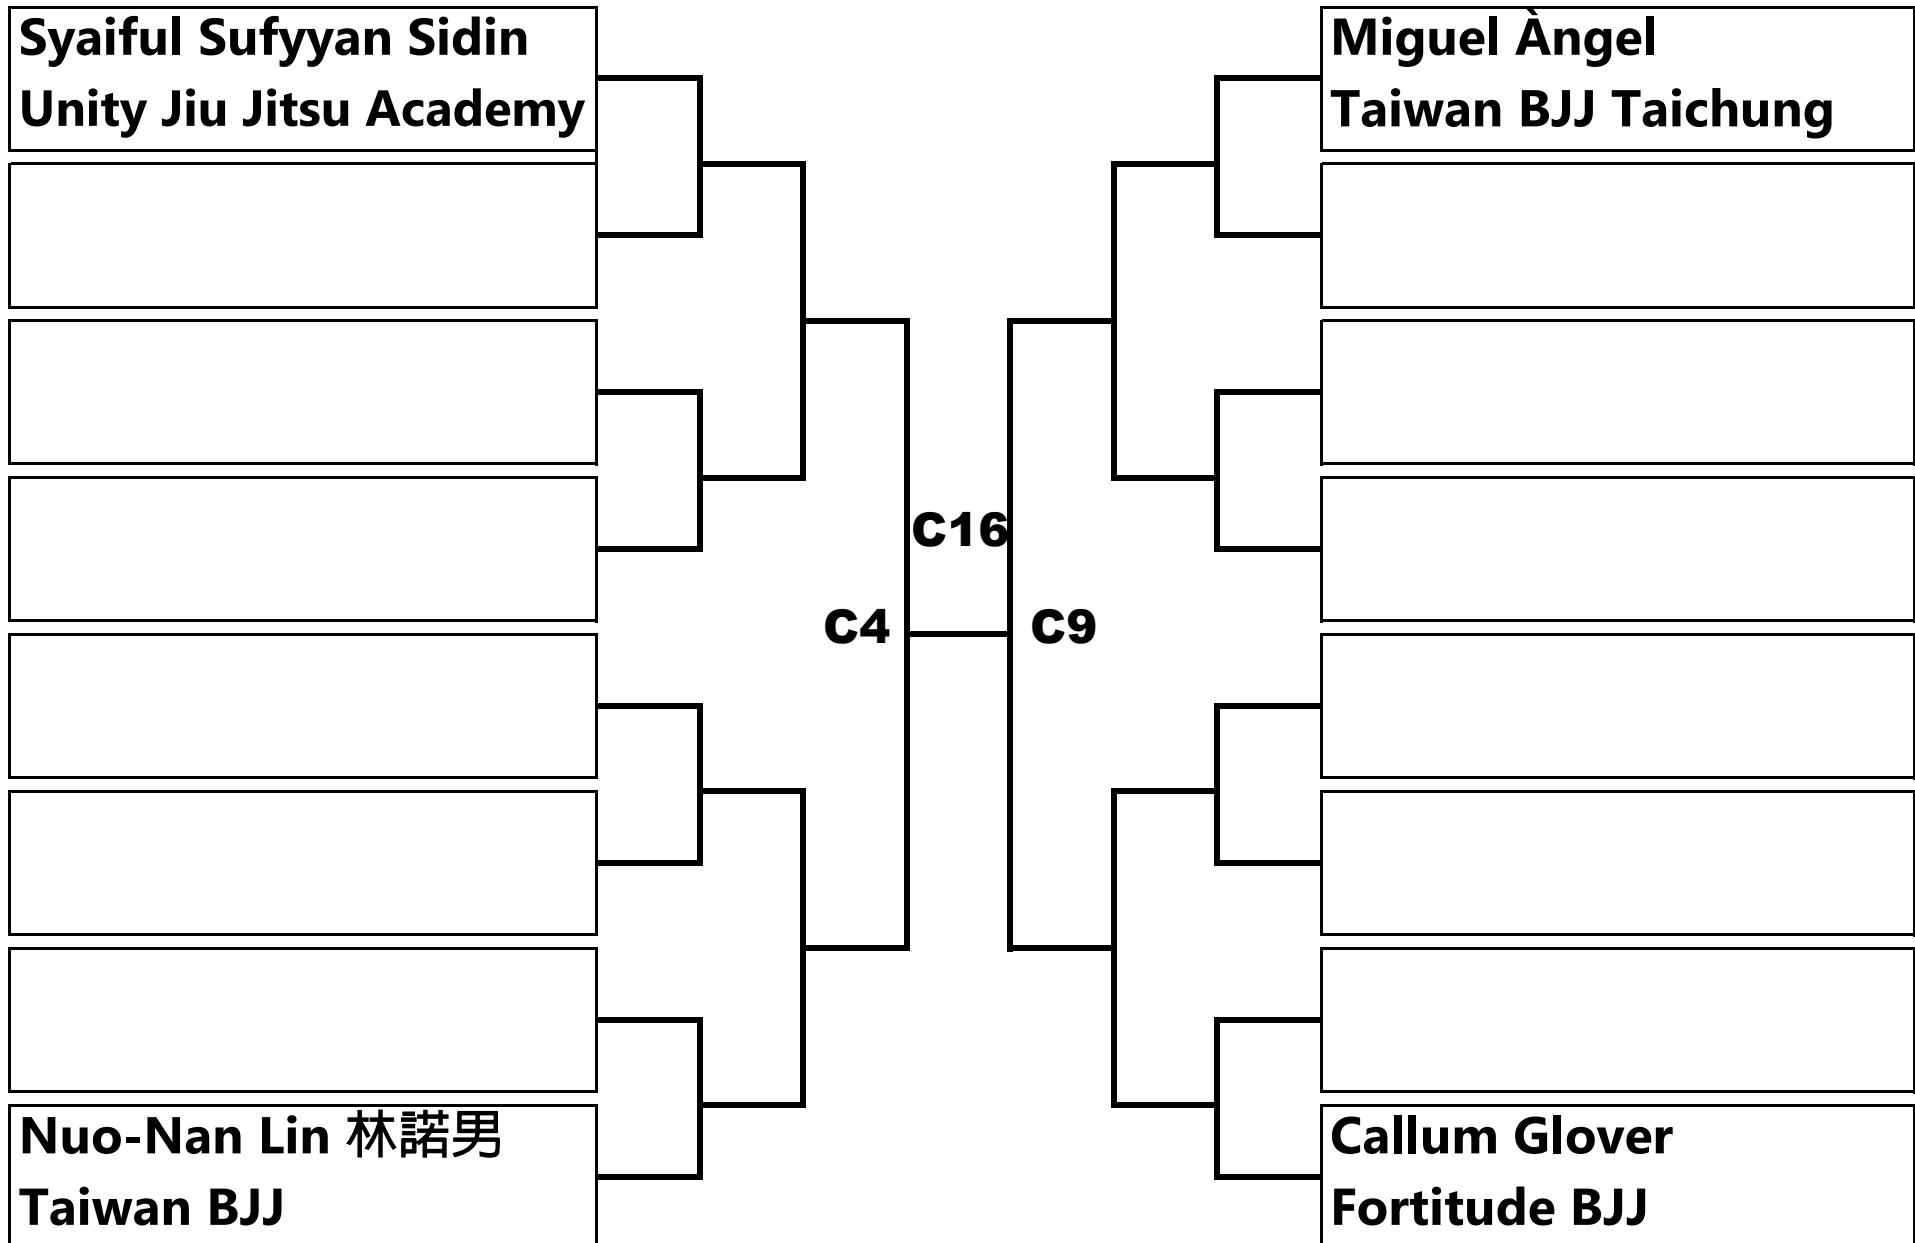 Syaiful Sufyyan Sidin
Unity Jiu Jitsu Academy
Nuo-Nan Lin 林諾男
Taiwan BJJ
C4
C16
C9
Miguel Àngel
Taiwan BJJ Taichung
Callum Glover
Fortitude BJJ